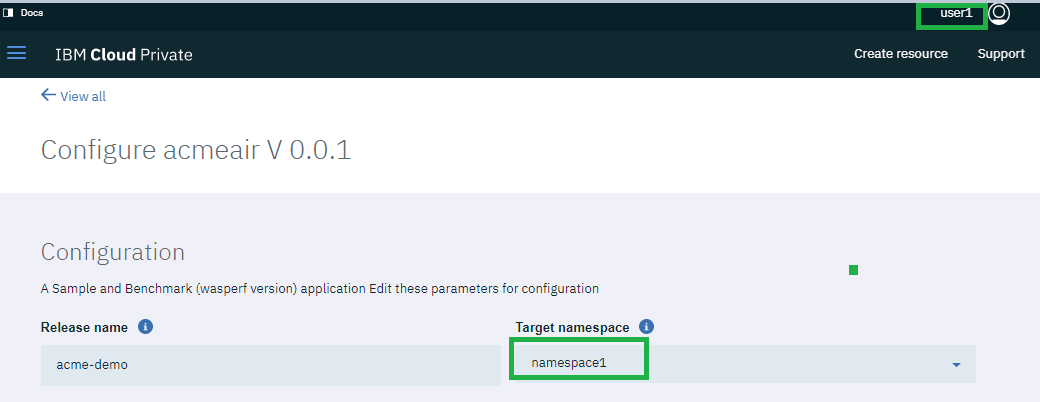 Docs
user1
IBM Cloud Private
Create resource
Support
View all
Configure acmeair V 0.0.1
Configuration
A Sample and Benchmark (wasperf version) application Edit these parameters for configuration
Release name
Target namespace
acme-demo
namespace1